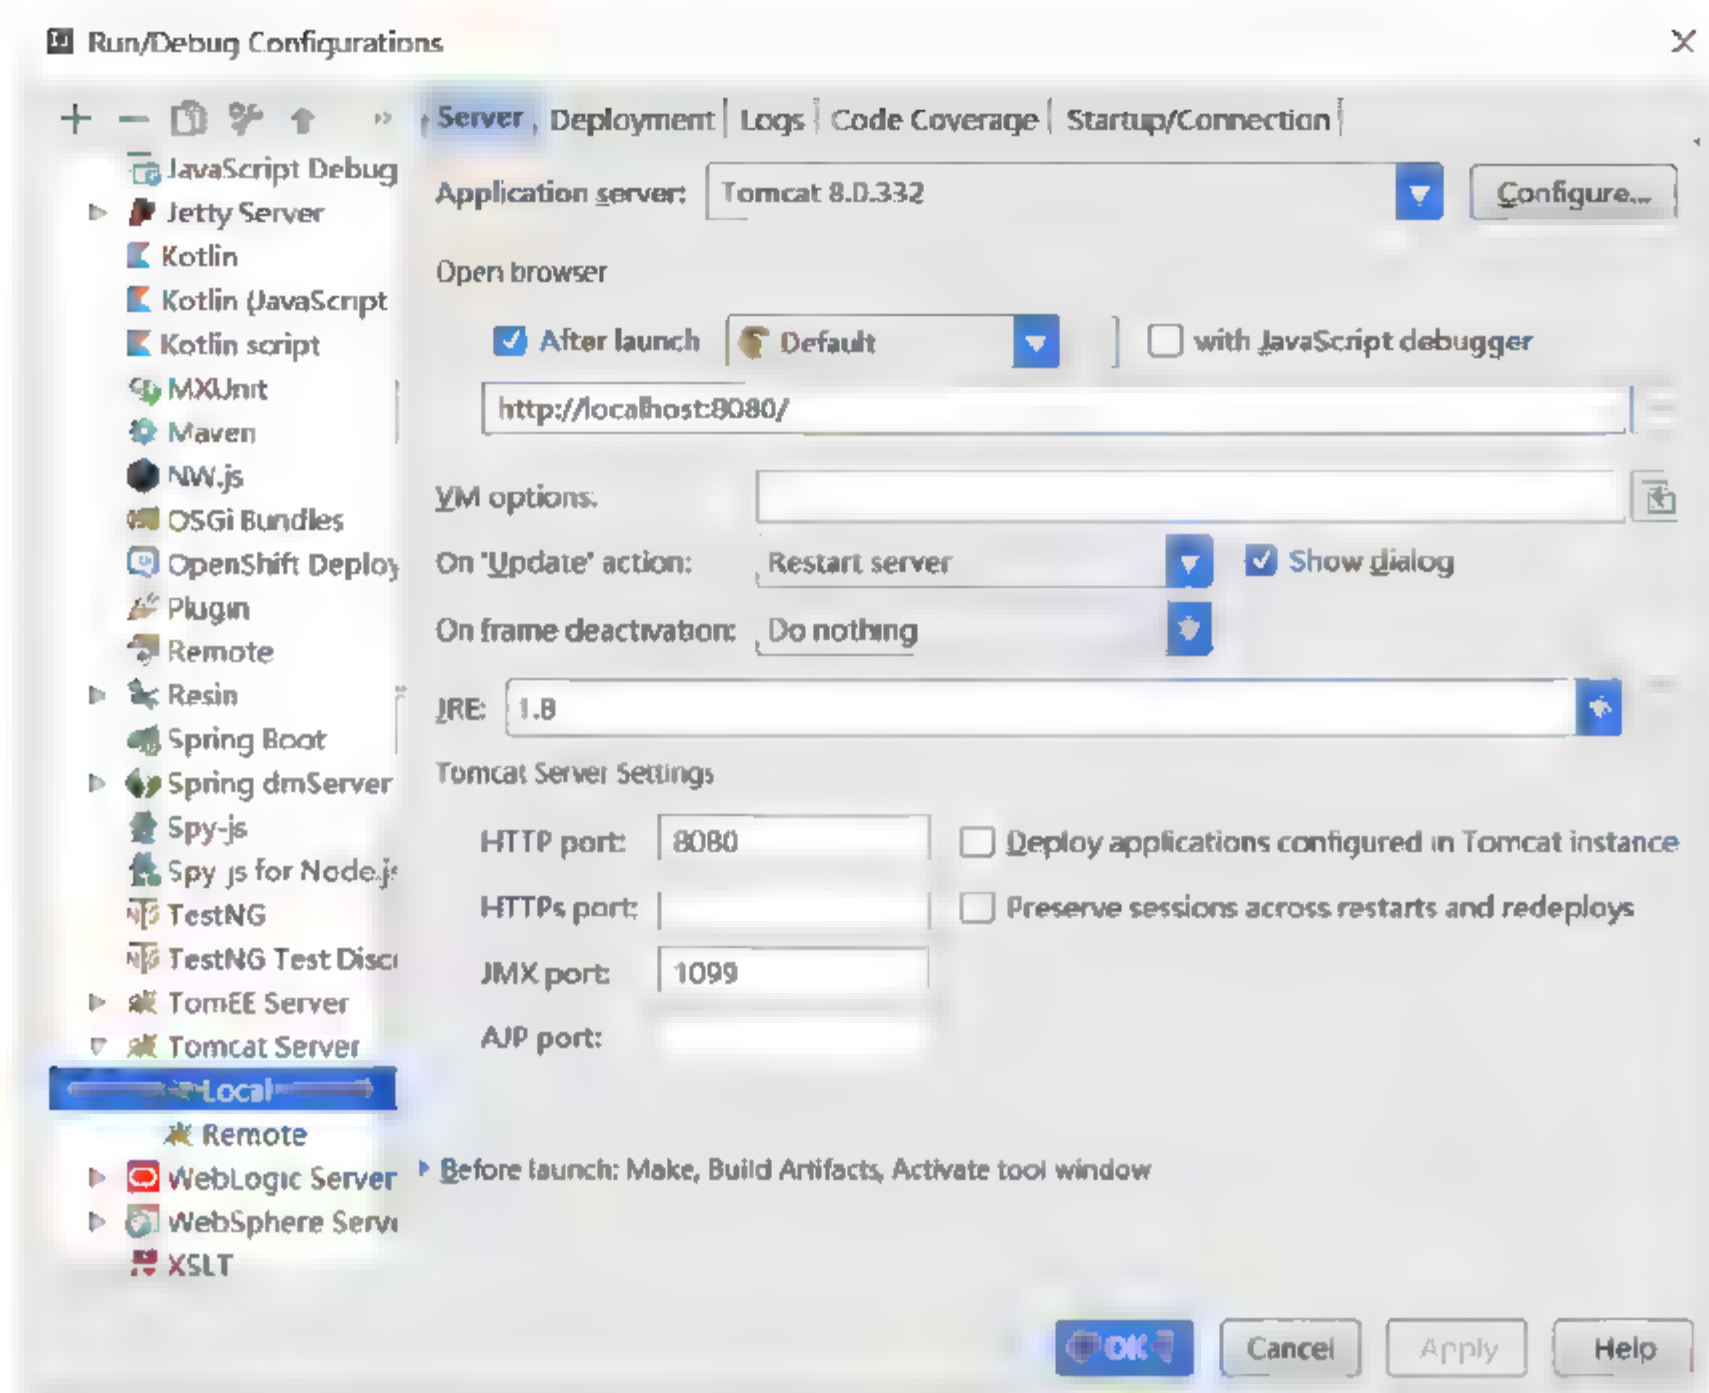 Run/Debug Configurations
Server Deployment Logs Code Coverage Startup/Connection
JavaScript Debug
Jetty Server
Kotlin
Kotlin (JavaScript
Kotlin script
MXUnit
Maven
NW.js
OSGi Bundles
OpenShift Deploy
Plugin
Remote
Resin
Spring Boot
Spring dmServer
Spy-js
Spy js for Node.js
TestNG
TestNG Test Disco
TomEE Server
Tomcat Server
Local
Remote
WebLogic Server
WebSphere Serve
XSLT
Application server: Tomcat 8.0.332 Configure...
Open browser
After launch Default with JavaScript debugger
http://localhost:8080/
VM options:
On 'Update' action: Restart server Show dialog
On frame deactivation: Do nothing
JRE: 1.8
Tomcat Server Settings
HTTP port: 8080 Deploy applications configured in Tomcat instance
HTTPs port: Preserve sessions across restarts and redeploys
JMX port: 1099
AJP port:
Before launch: Make, Build Artifacts, Activate tool window
OK Cancel Apply Help